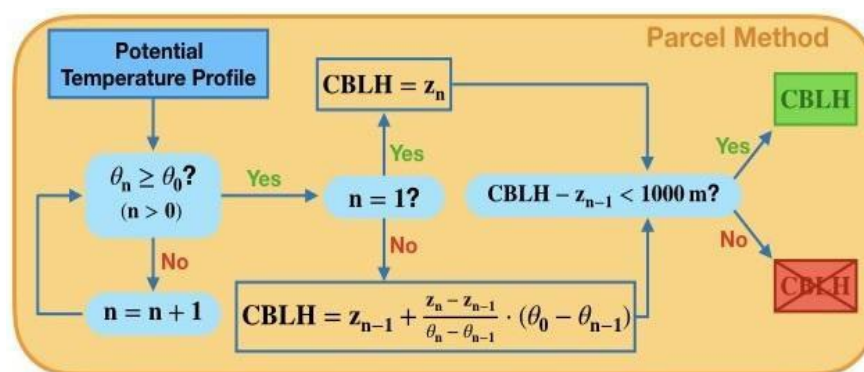 Parcel Method
Potential
Temperature Profile
θₙ ≥ θ₀?
(n > 0)
Yes
No
n = n + 1
n = 1?
Yes
CBLH = zₙ
No
CBLH = zₙ₋₁ + (zₙ − zₙ₋₁)/(θₙ − θₙ₋₁) · (θ₀ − θₙ₋₁)
CBLH − zₙ₋₁ < 1000 m?
Yes
CBLH
No
CBLH